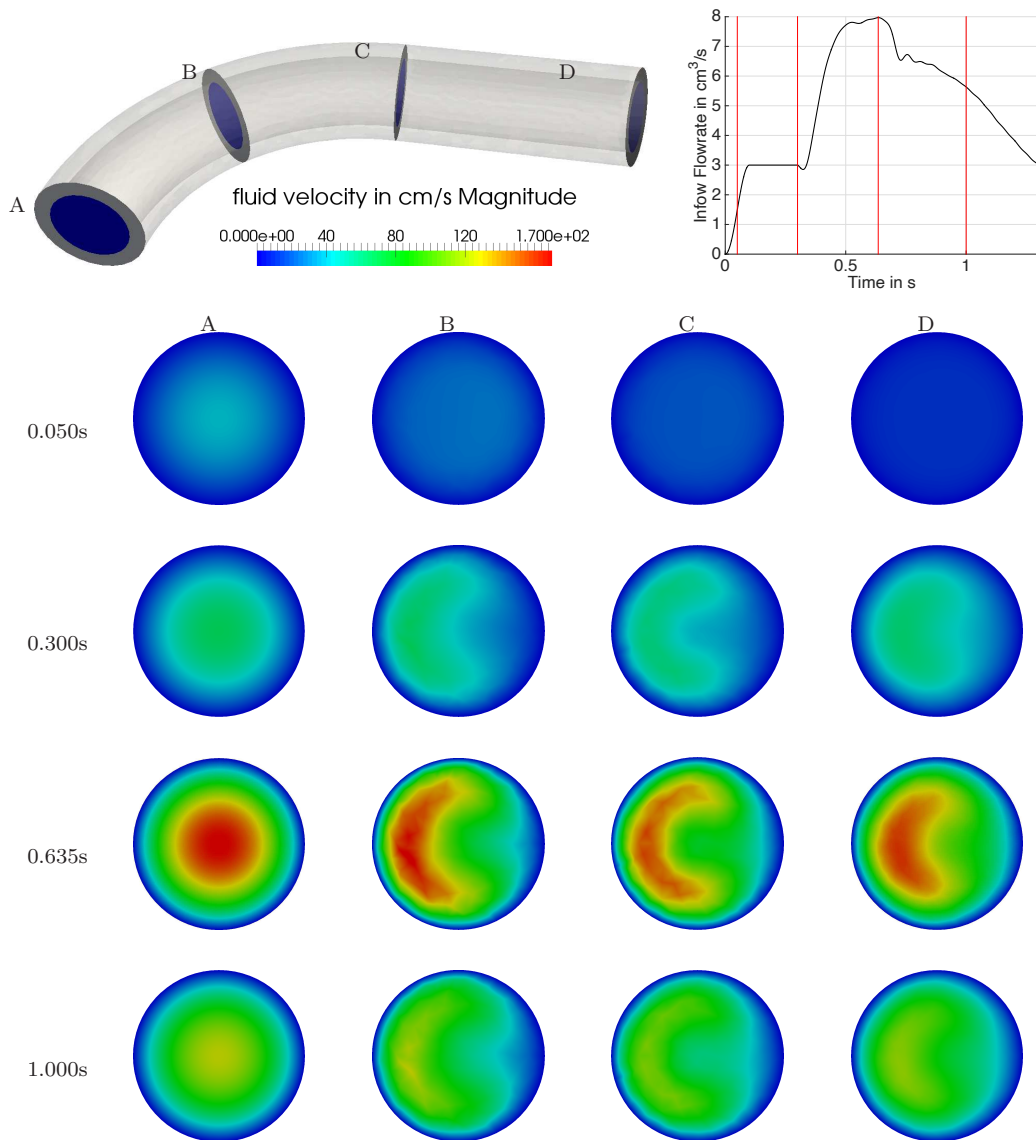 A
B
C
D
fluid velocity in cm/s Magnitude
0.000e+00 40 80 120 1.700e+02
Infow Flowrate in cm3/s
8
7
6
5
4
3
2
1
0
0 0.5 1
Time in s
A B C D
0.050s
0.300s
0.635s
1.000s